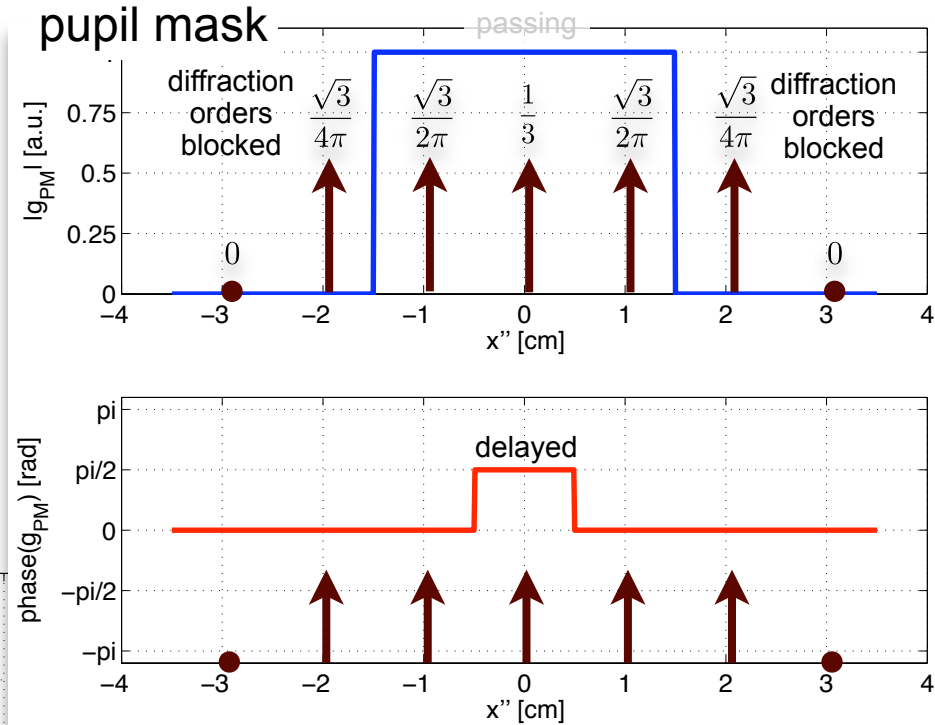 pupil mask
passing
diffraction
orders
blocked
√3/4π
√3/2π
1/3
√3/2π
√3/4π
diffraction
orders
blocked
0
0
|g_PM| [a.u.]
0.75
0.5
0.25
0
−4 −3 −2 −1 0 1 2 3 4
x'' [cm]
phase(g_PM) [rad]
pi
pi/2
0
−pi/2
−pi
delayed
−4 −3 −2 −1 0 1 2 3 4
x'' [cm]